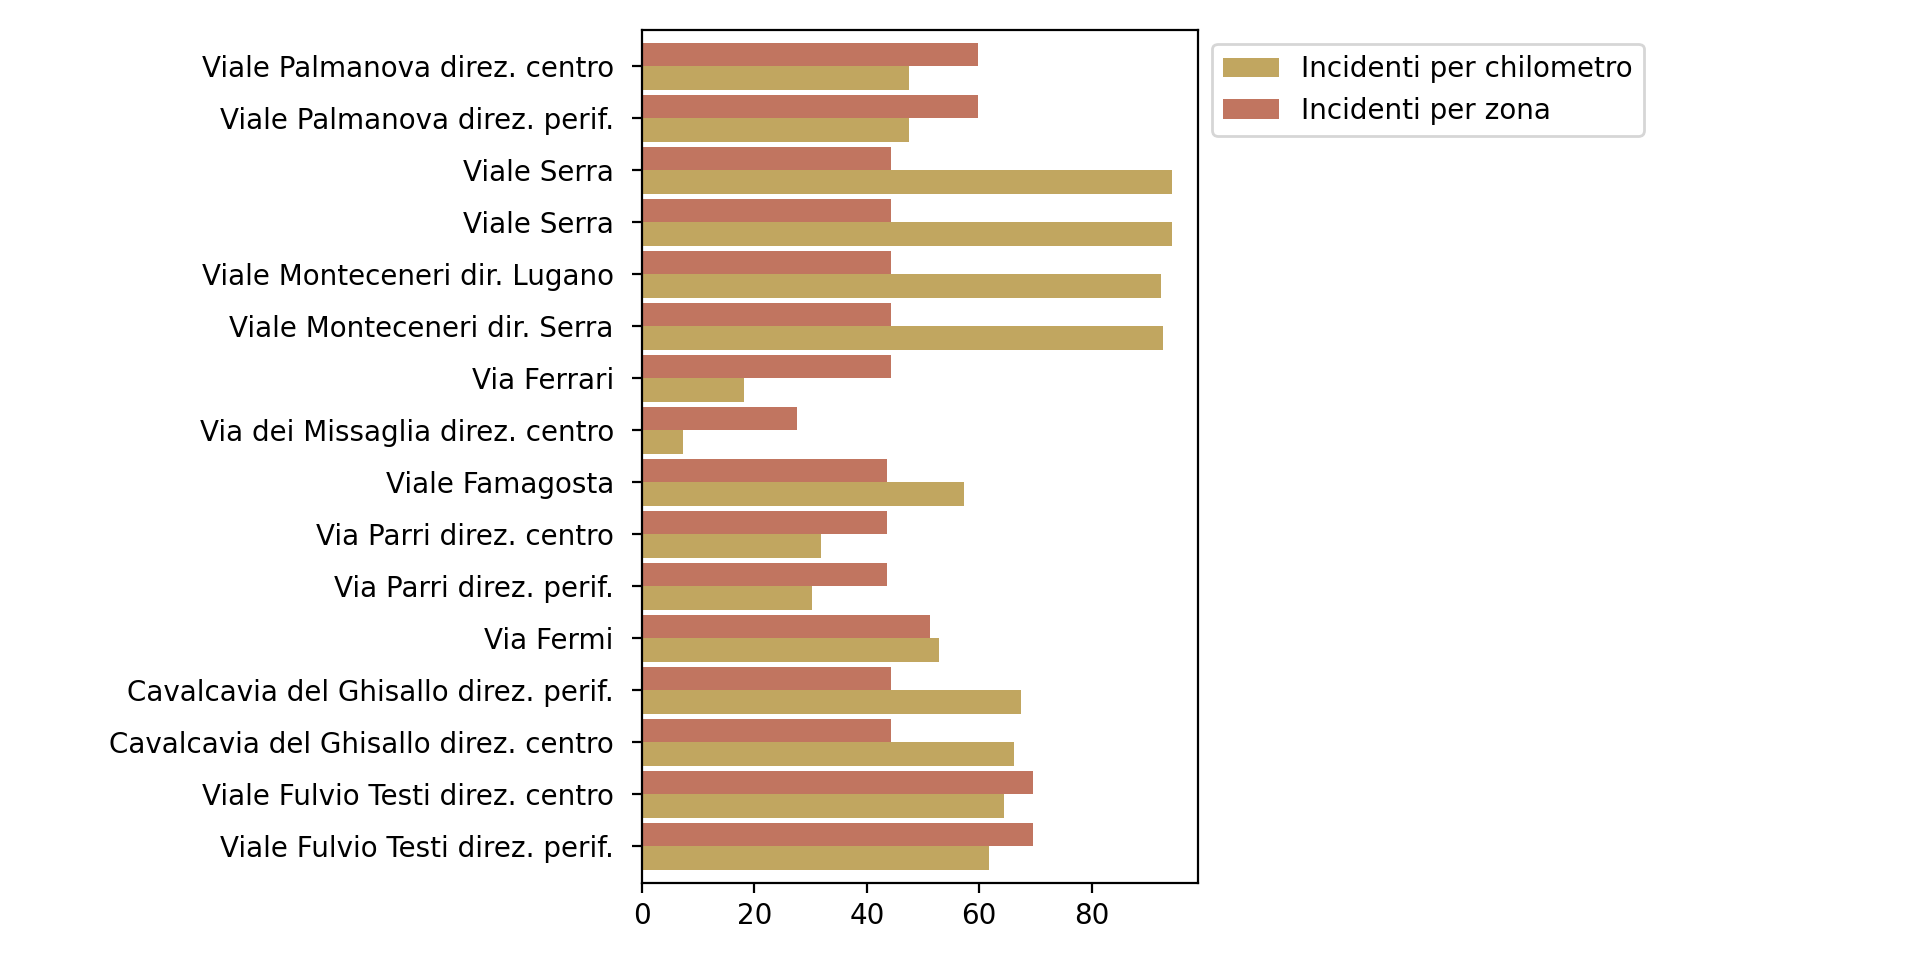 Viale Palmanova direz. centro
Viale Palmanova direz. perif.
Viale Serra
Viale Serra
Viale Monteceneri dir. Lugano
Viale Monteceneri dir. Serra
Via Ferrari
Via dei Missaglia direz. centro
Viale Famagosta
Via Parri direz. centro
Via Parri direz. perif.
Via Fermi
Cavalcavia del Ghisallo direz. perif.
Cavalcavia del Ghisallo direz. centro
Viale Fulvio Testi direz. centro
Viale Fulvio Testi direz. perif.
0 20 40 60 80
Incidenti per chilometro
Incidenti per zona